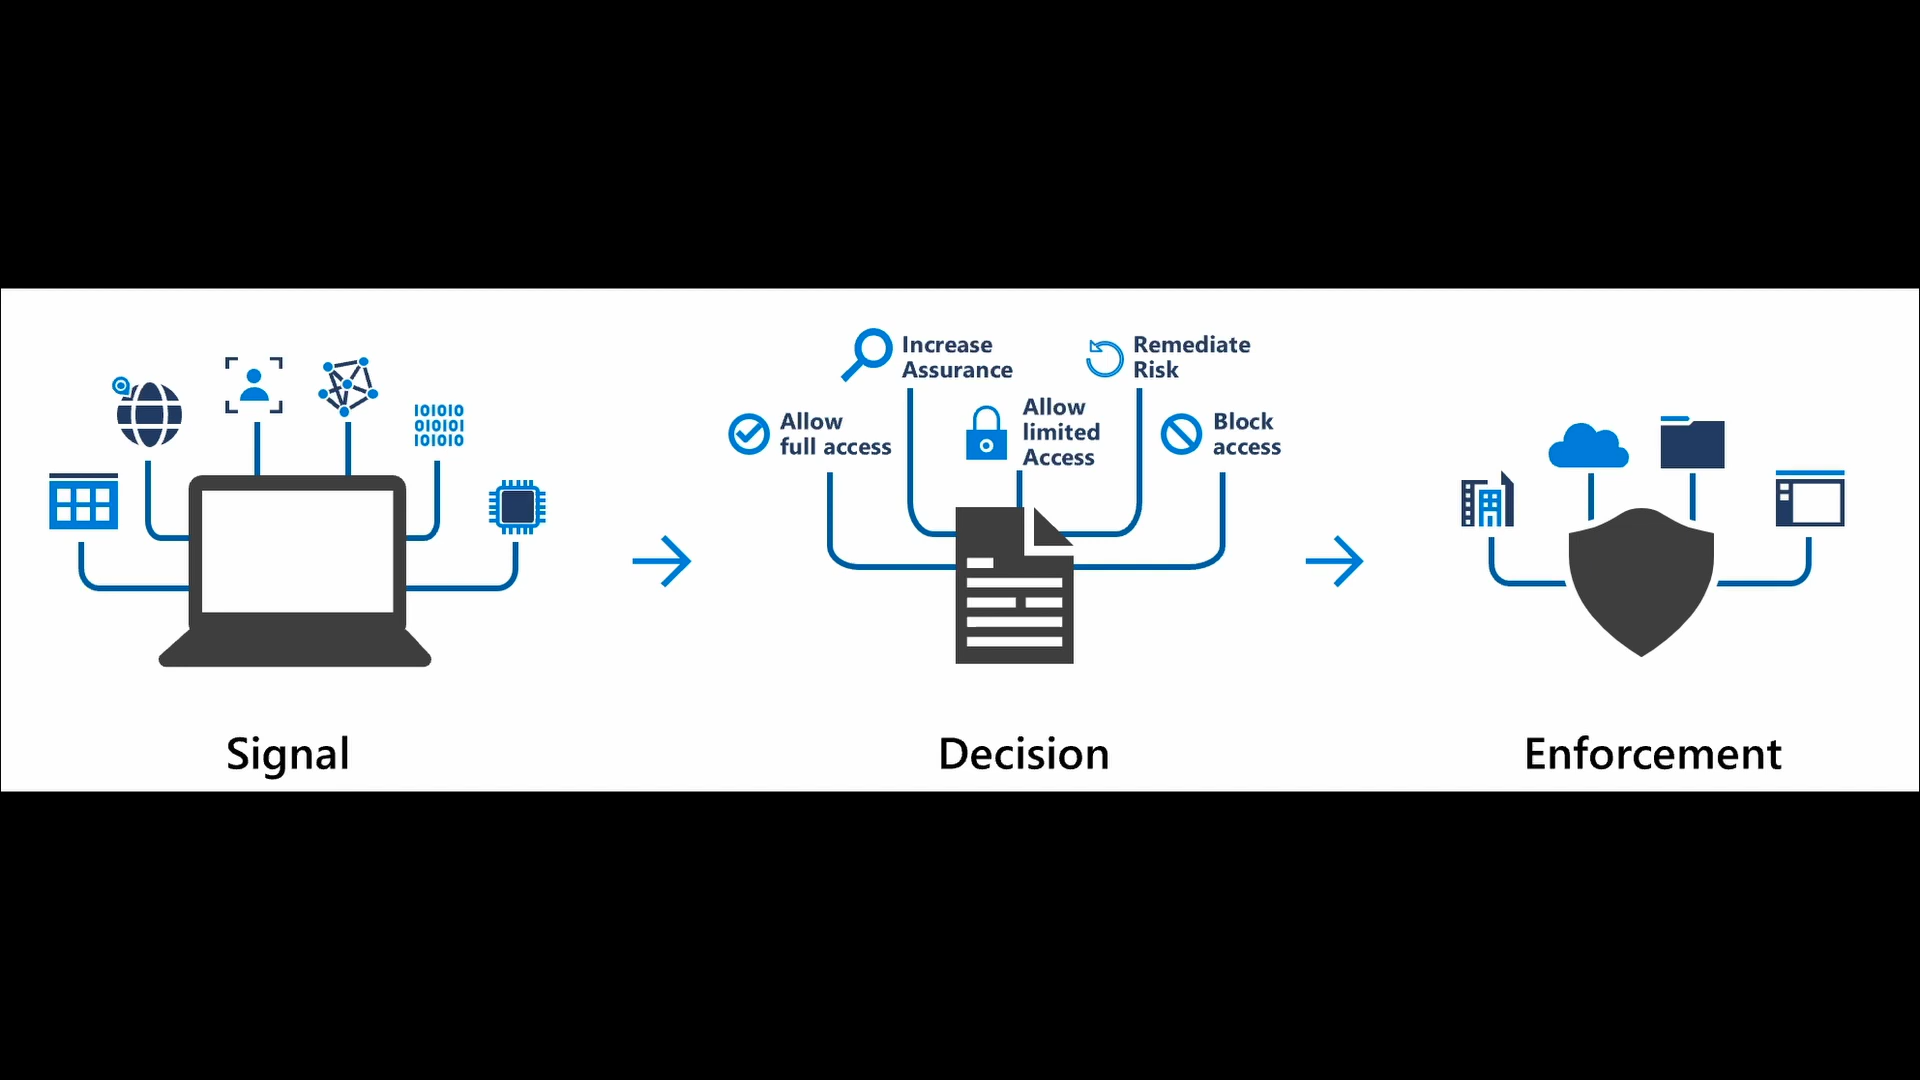 Increase
Assurance
Remediate
Risk
Allow
full access
Allow
limited
Access
Block
access
101010
010101
101010
Signal
Decision
Enforcement